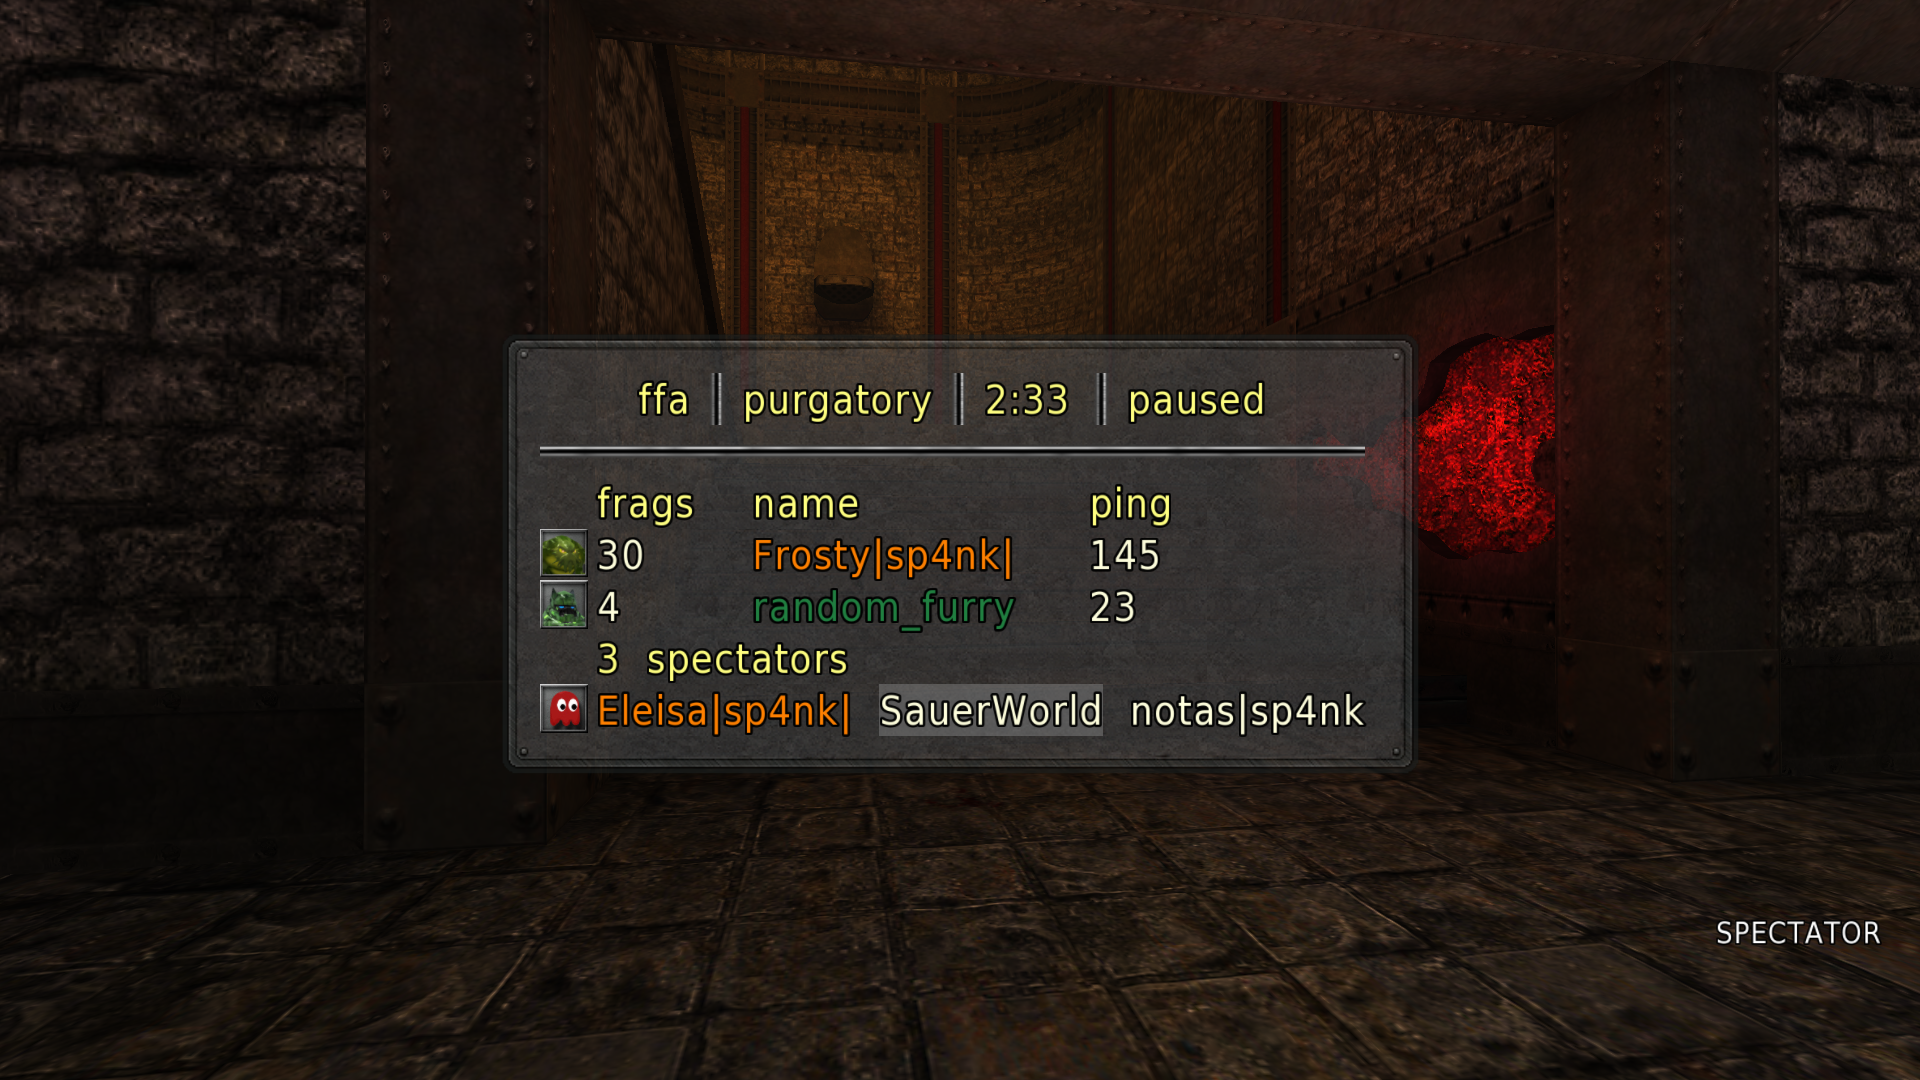 ffa purgatory 2:33 paused
frags name ping
30 Frosty|sp4nk| 145
4 random_furry 23
3 spectators
Eleisa|sp4nk| SauerWorld notas|sp4nk
SPECTATOR